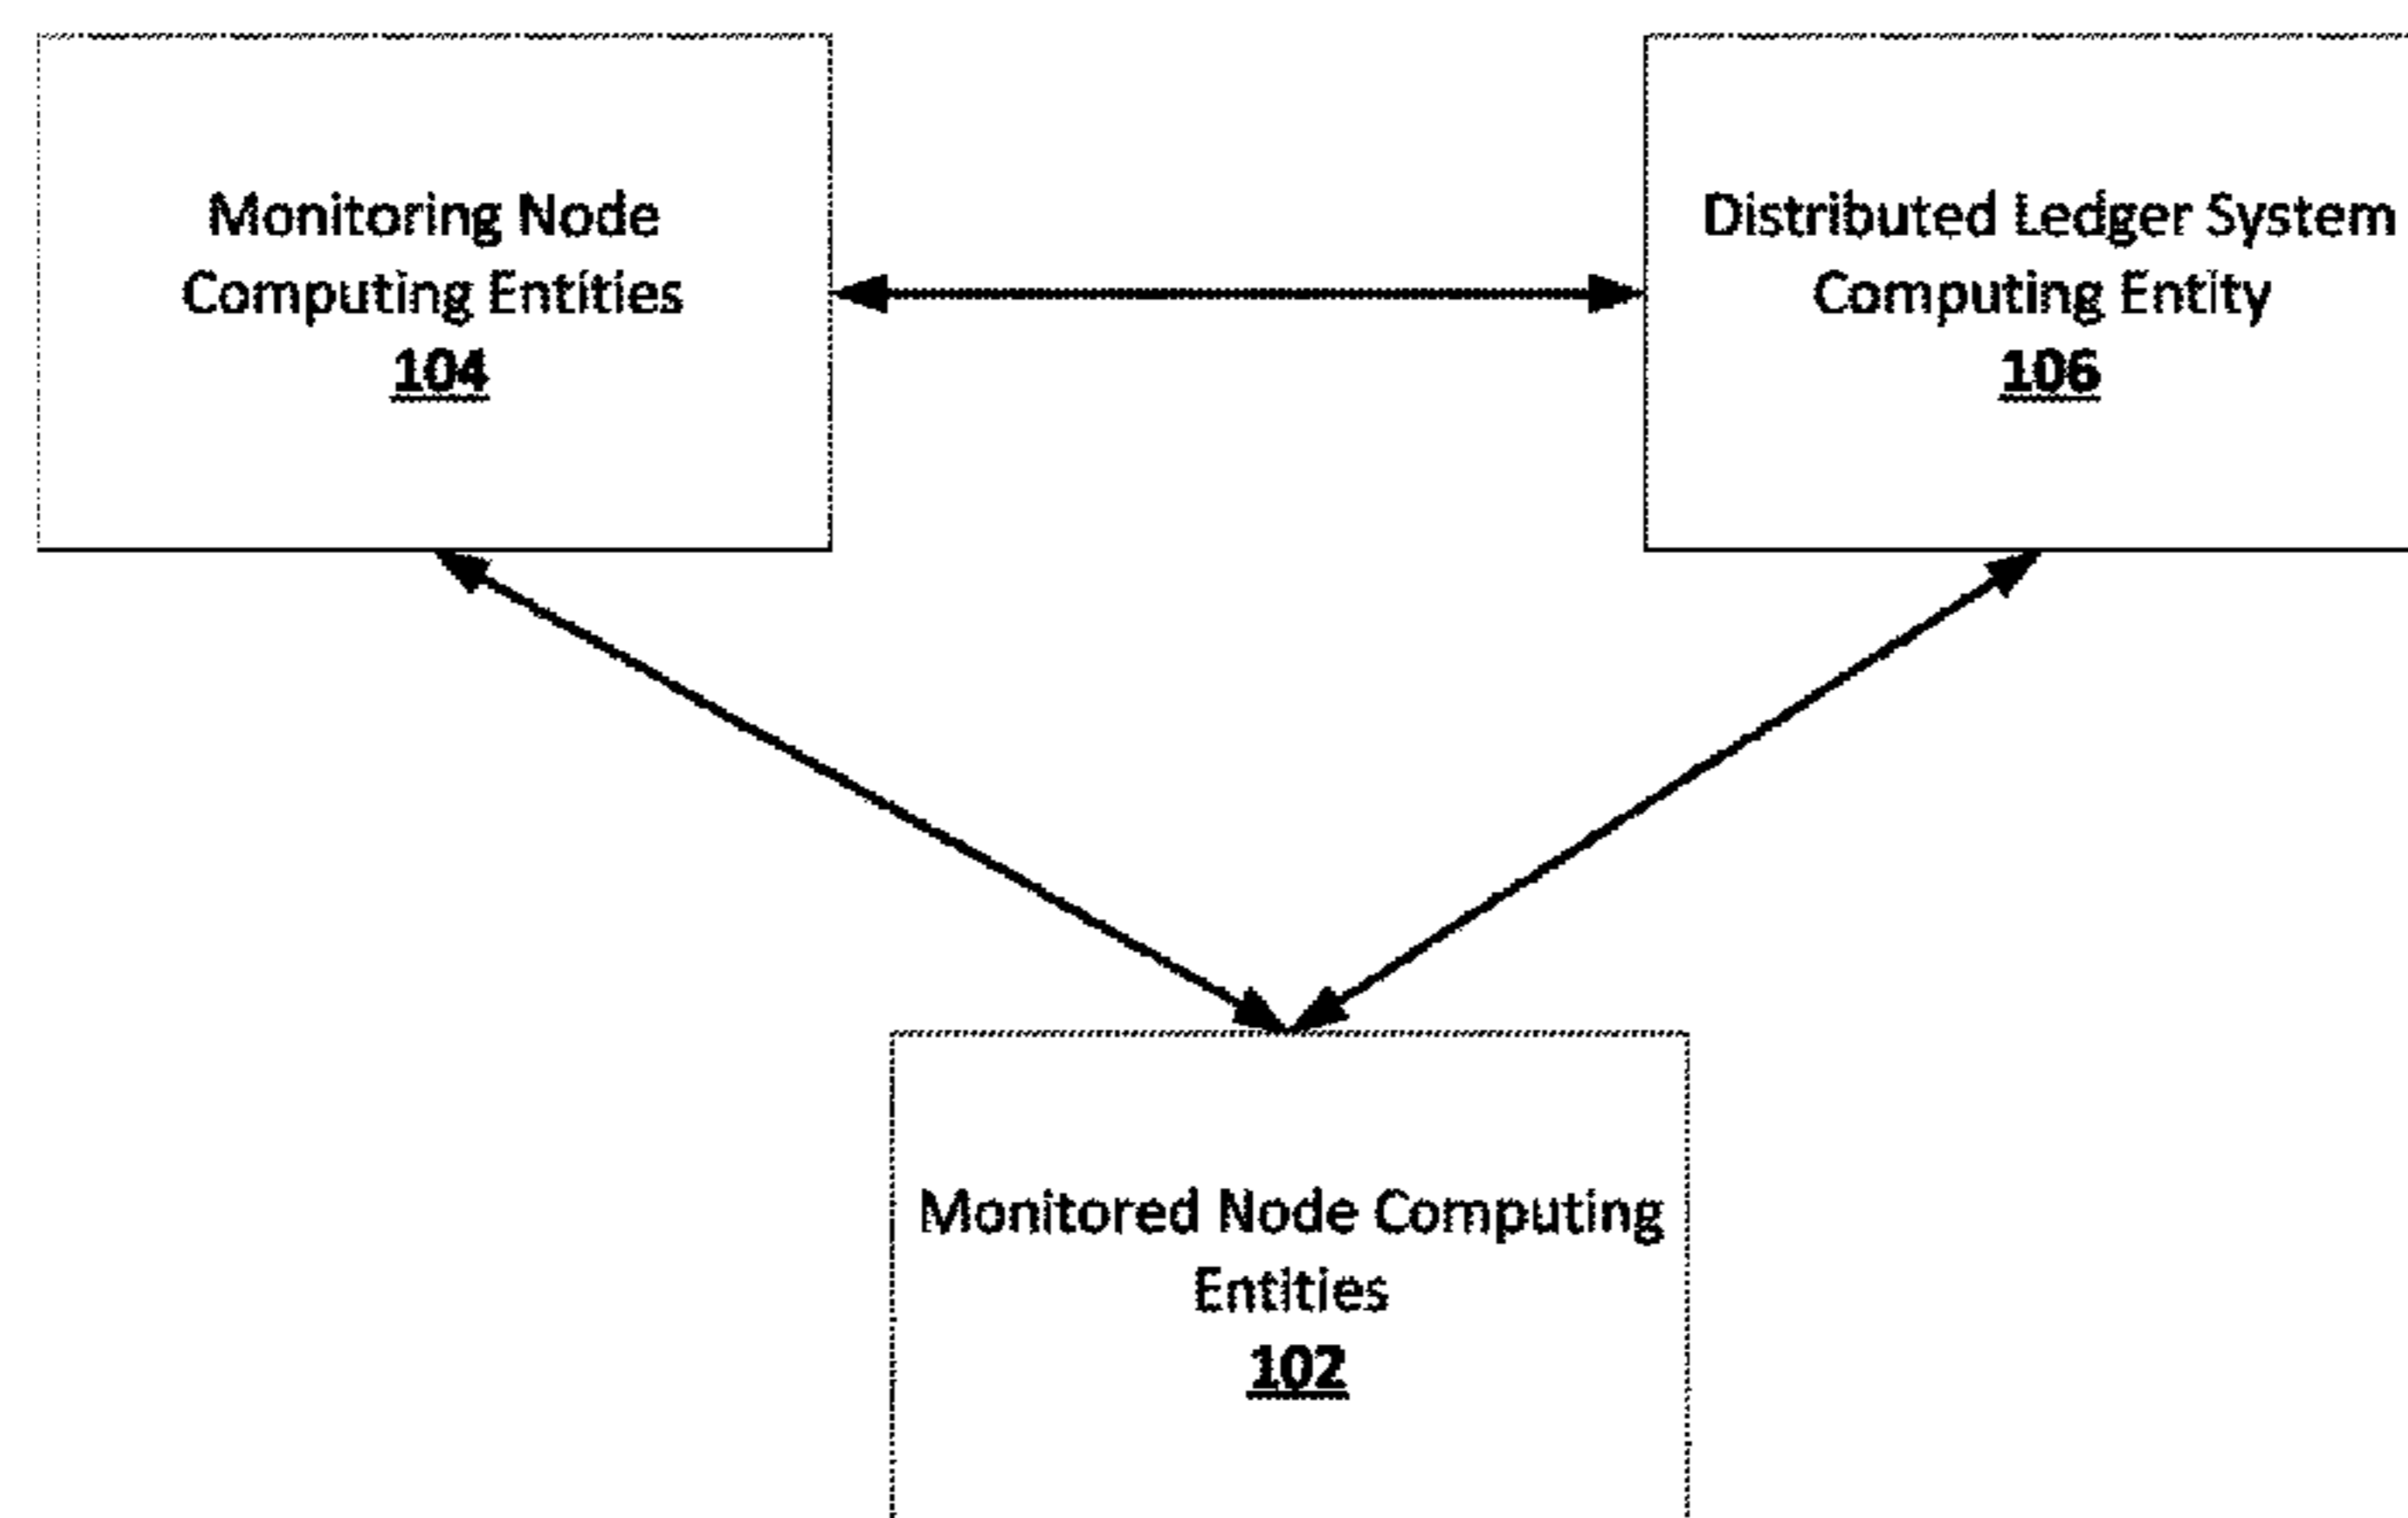 Monitoring Node
Computing Entities
104
Distributed Ledger System
Computing Entity
106
Monitored Node Computing
Entities
102